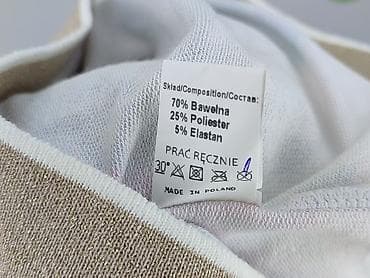 Skład/Composition/Состав:
70% Bawełna
25% Poliester
5% Elastan
PRAĆ RĘCZNIE
30°
MADE IN POLAND